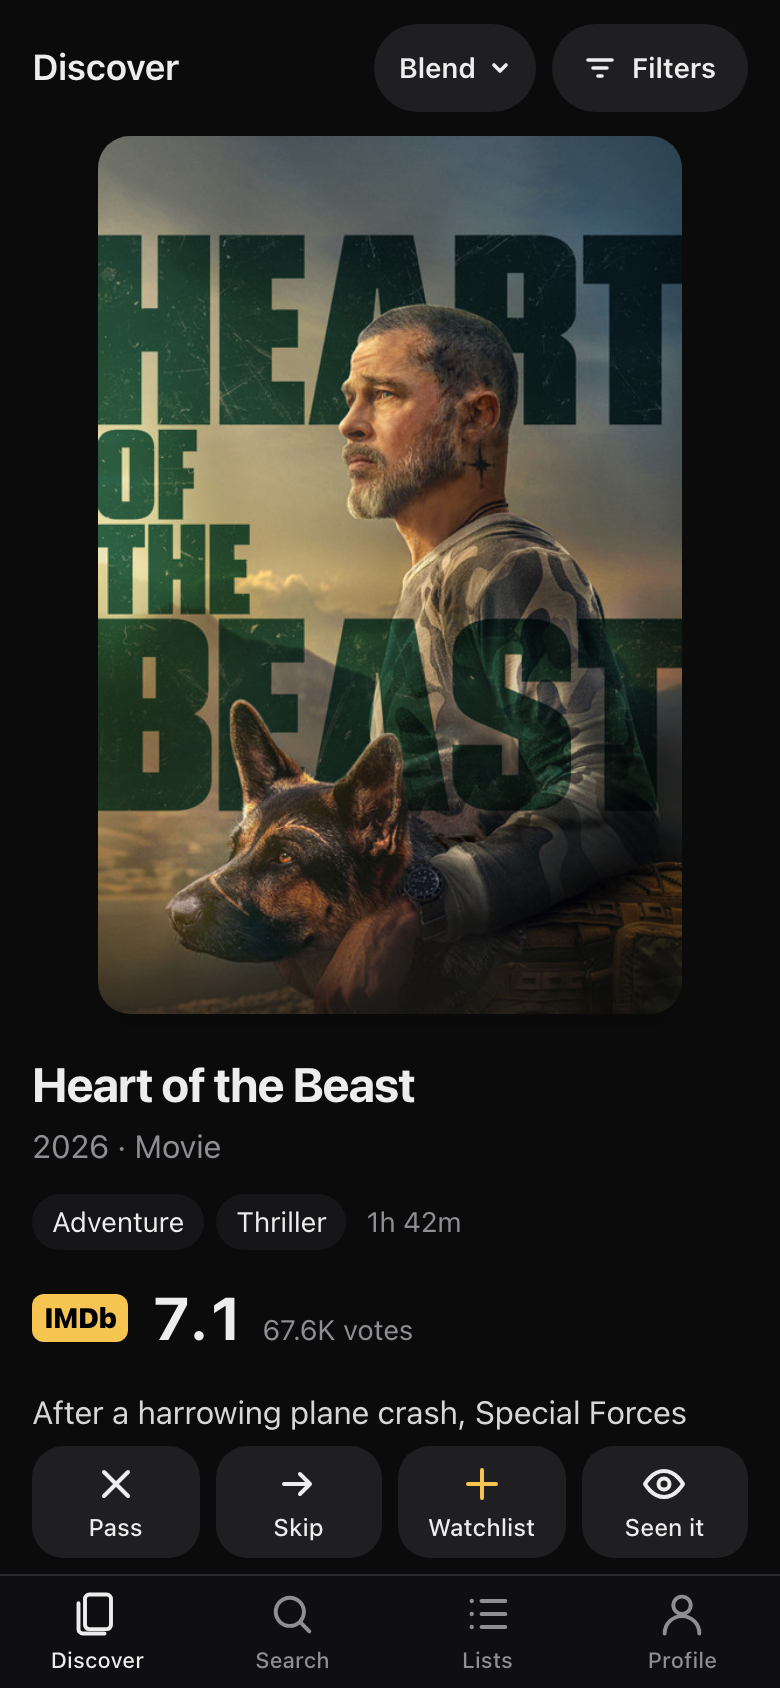 Discover
Blend
Filters
HEART
OF
THE
BEAST
Heart of the Beast
2026 · Movie
Adventure
Thriller
1h 42m
IMDb
7.1
67.6K votes
After a harrowing plane crash, Special Forces
Pass
Skip
Watchlist
Seen it
Discover
Search
Lists
Profile